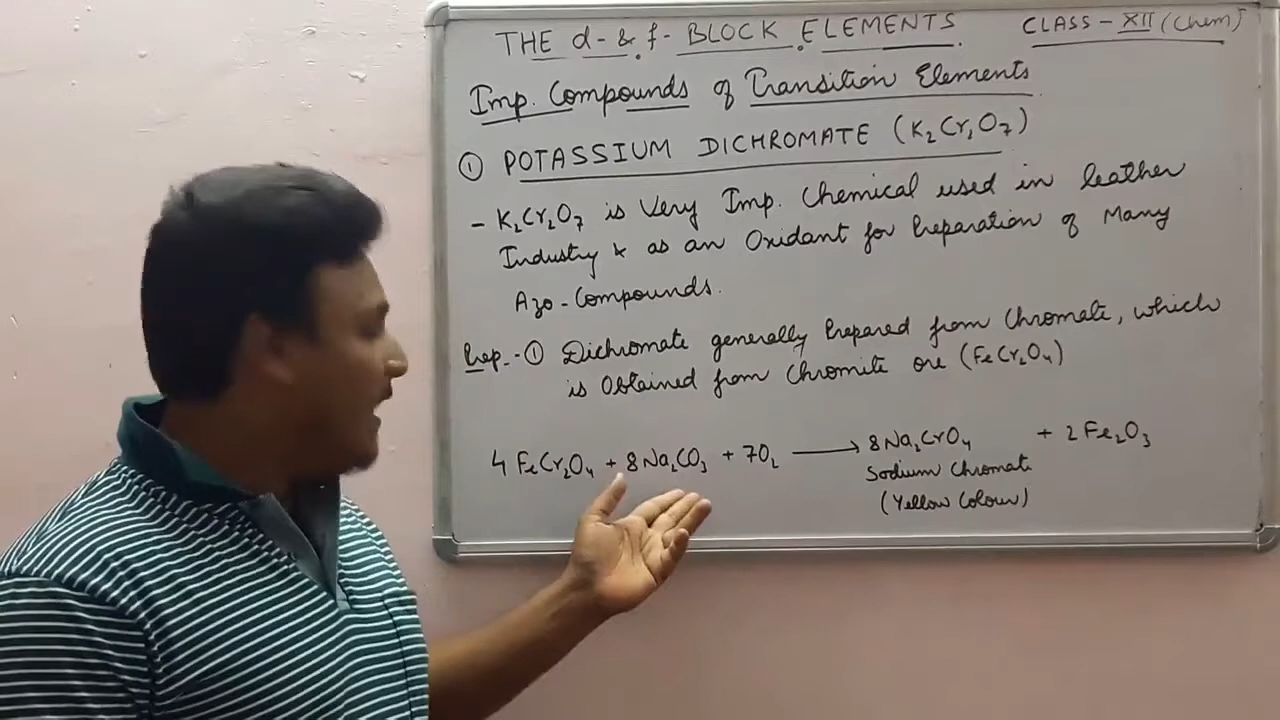 THE d- & f- BLOCK ELEMENTS. CLASS - XII (Chem)
Imp. Compounds of Transition Elements
① POTASSIUM DICHROMATE (K₂Cr₂O₇)
- K₂Cr₂O₇ is Very Imp. Chemical used in leather
Industry & as an Oxidant for Preparation of Many
Azo-Compounds.
Prep. - ① Dichromate generally Prepared from Chromate, which
is Obtained from Chromite ore (FeCr₂O₄)
4 FeCr₂O₄ + 8 Na₂CO₃ + 7O₂ ⟶ 8 Na₂CrO₄ + 2 Fe₂O₃
Sodium Chromate
(Yellow Colour)